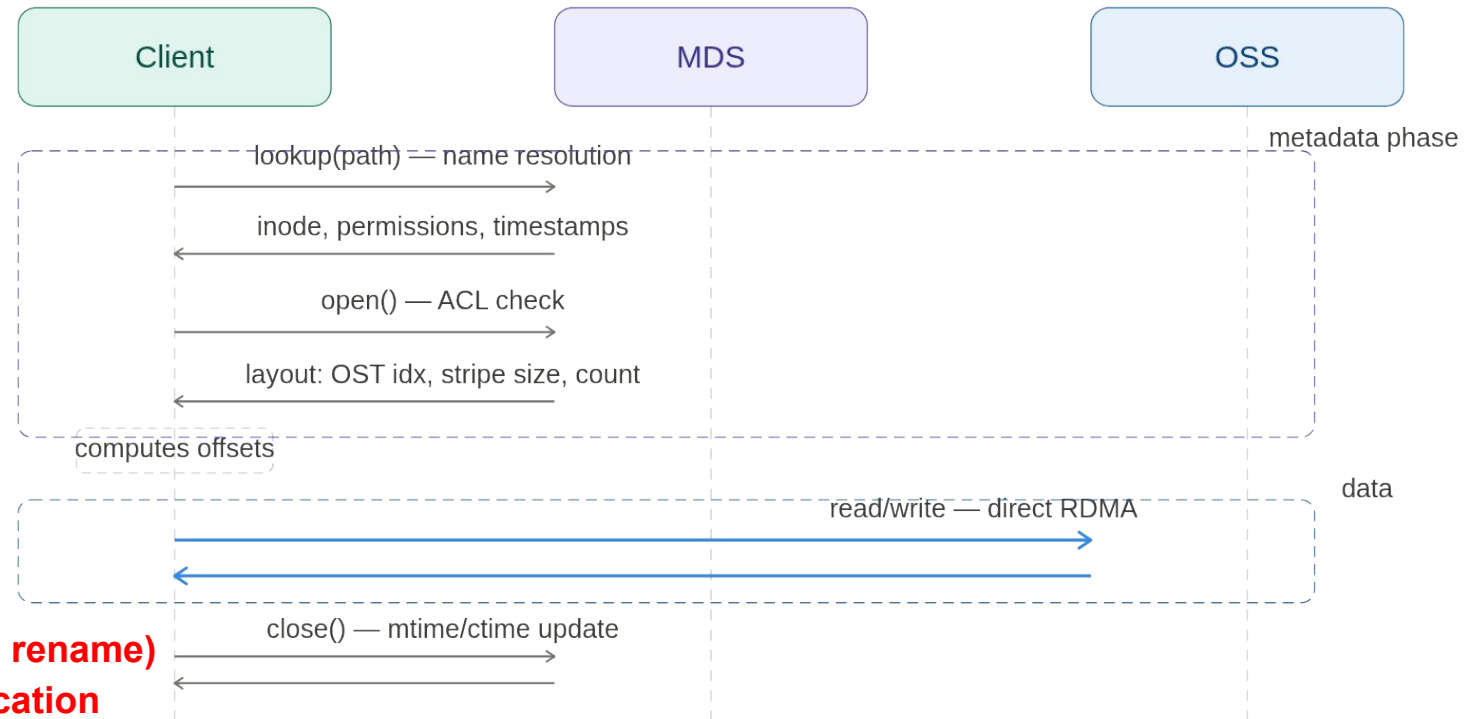 Client
MDS
OSS
metadata phase
lookup(path) — name resolution
inode, permissions, timestamps
open() — ACL check
layout: OST idx, stripe size, count
computes offsets
data
read/write — direct RDMA
close() — mtime/ctime update
rename)
cation